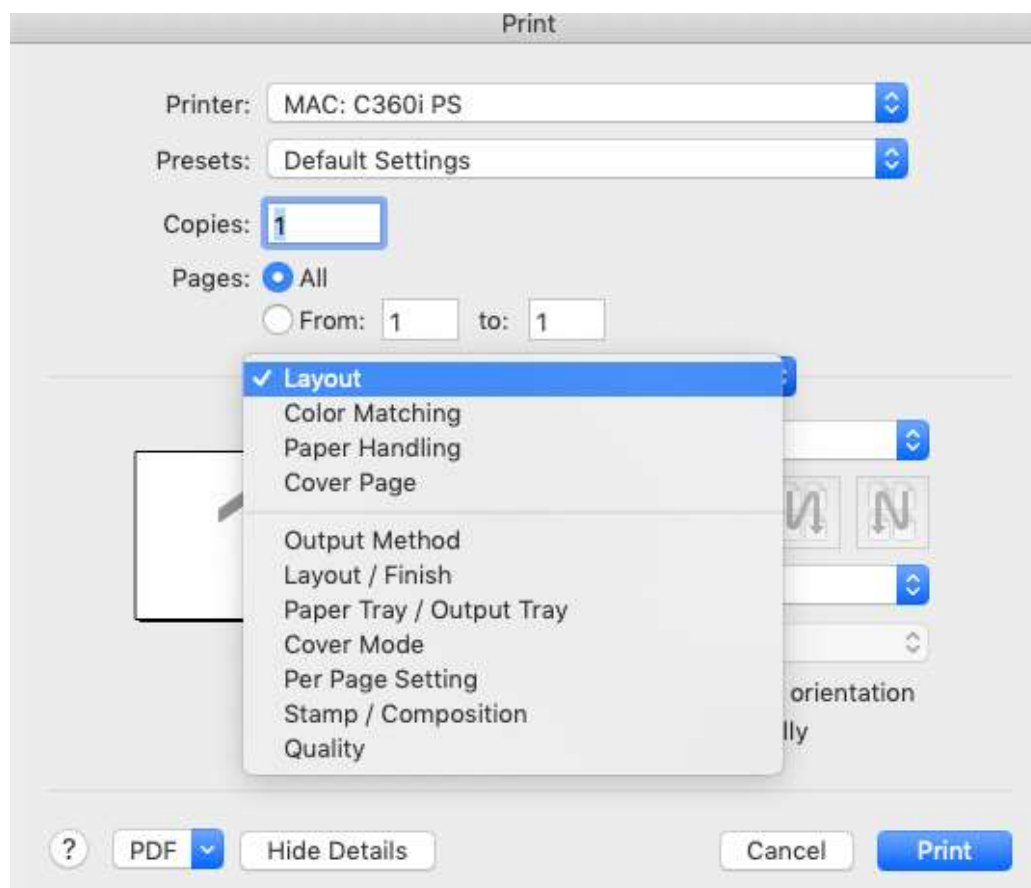 Print
Printer: MAC: C360i PS
Presets: Default Settings
Copies: 1
Pages: All
From: 1 to: 1
✓ Layout
Color Matching
Paper Handling
Cover Page
Output Method
Layout / Finish
Paper Tray / Output Tray
Cover Mode
Per Page Setting
orientation
Stamp / Composition
lly
Quality
? PDF Hide Details Cancel Print